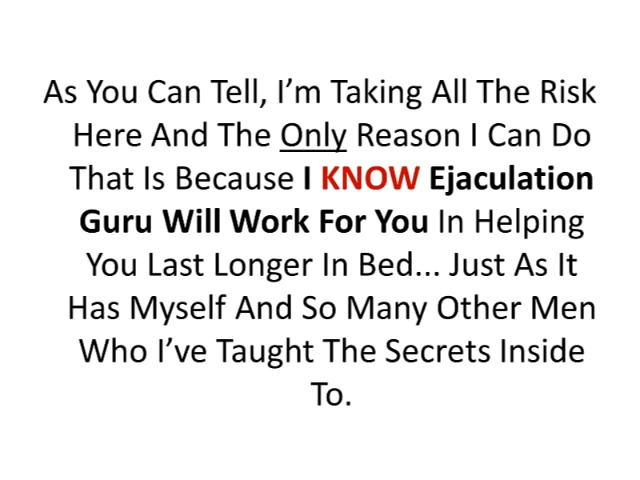 As You Can Tell, I’m Taking All The Risk
Here And The Only Reason I Can Do
That Is Because I KNOW Ejaculation
Guru Will Work For You In Helping
You Last Longer In Bed... Just As It
Has Myself And So Many Other Men
Who I’ve Taught The Secrets Inside
To.